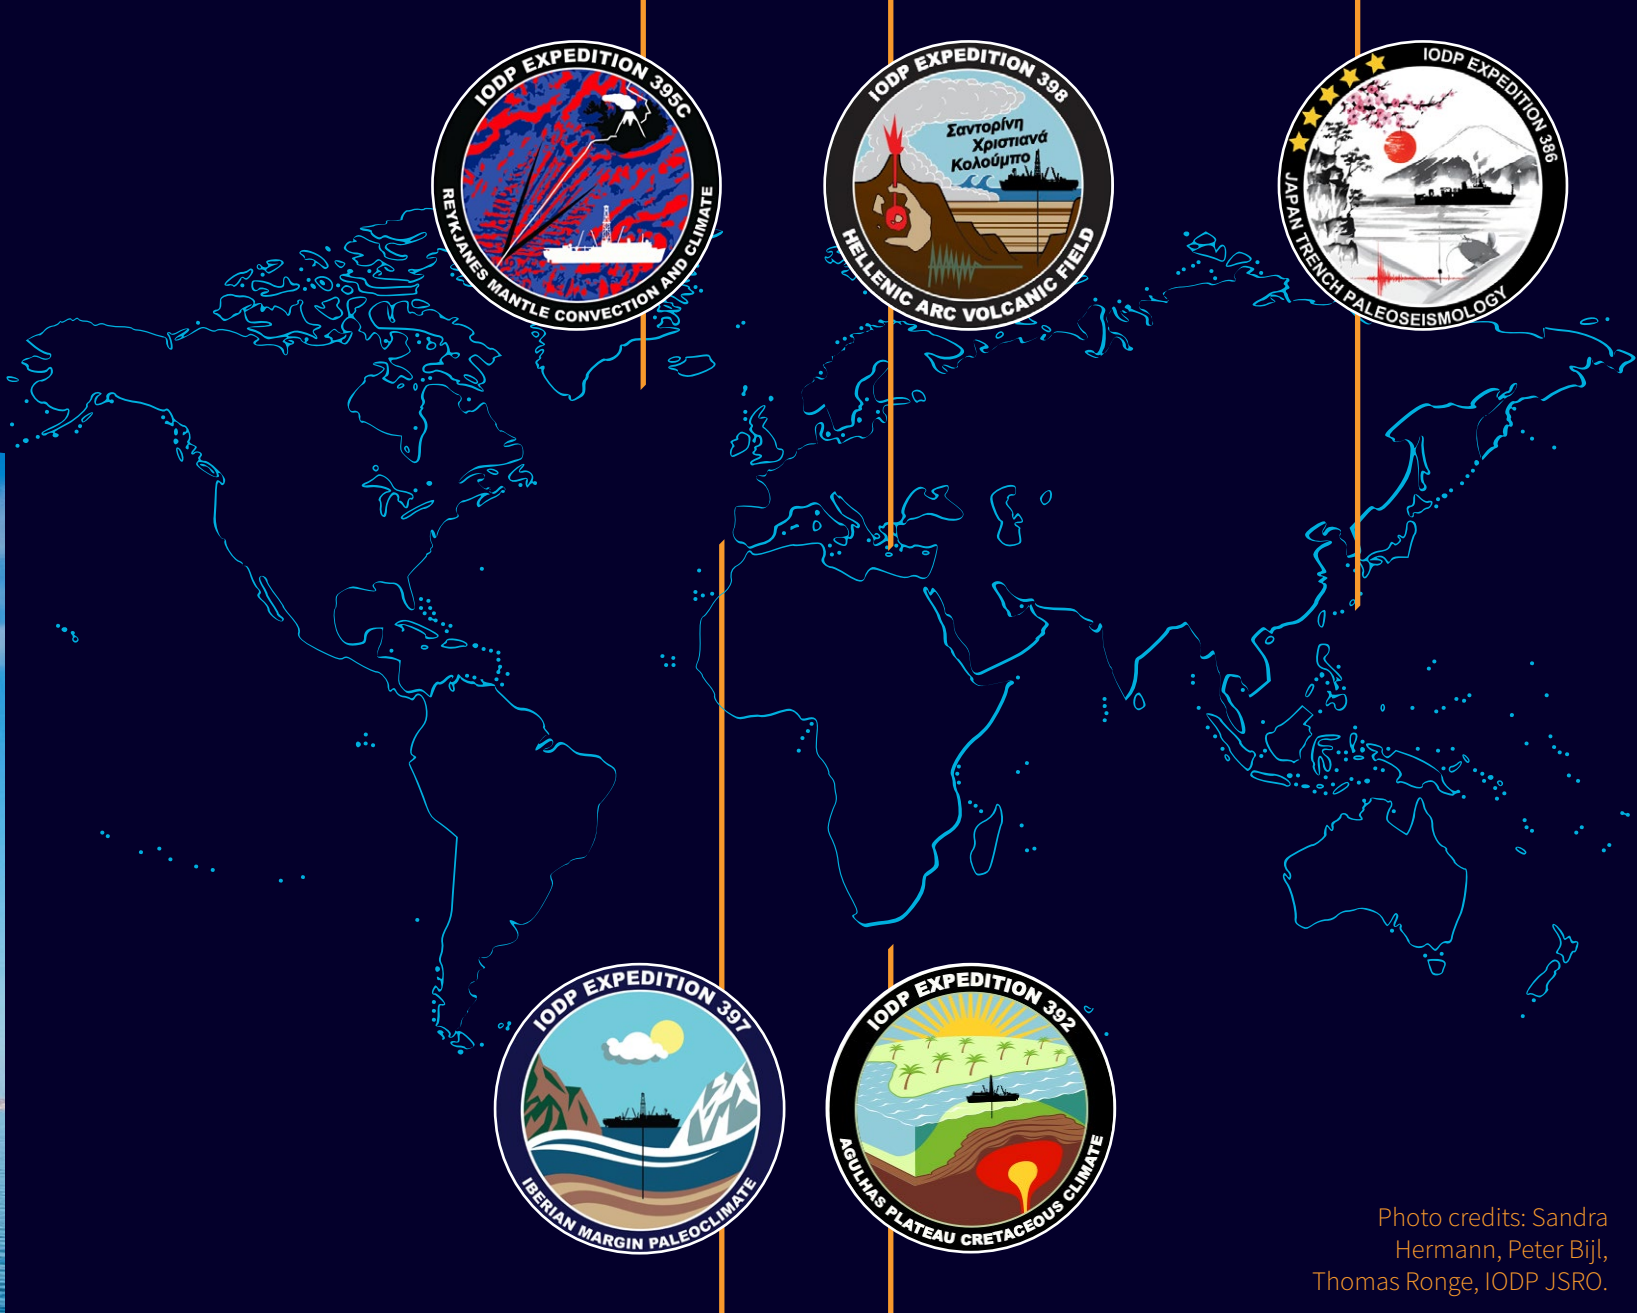 IODP EXPEDITION 395C
REYKJANES MANTLE CONVECTION AND CLIMATE
IODP EXPEDITION 398
Σαντορίνη
Χριστιανά
Κολούμπο
HELLENIC ARC VOLCANIC FIELD
IODP EXPEDITION 386
JAPAN TRENCH PALEOSEISMOLOGY
IODP EXPEDITION 397
IBERIAN MARGIN PALEOCLIMATE
IODP EXPEDITION 392
AGULHAS PLATEAU CRETACEOUS CLIMATE
Photo credits: Sandra
Hermann, Peter Bijl,
Thomas Ronge, IODP JSRO.